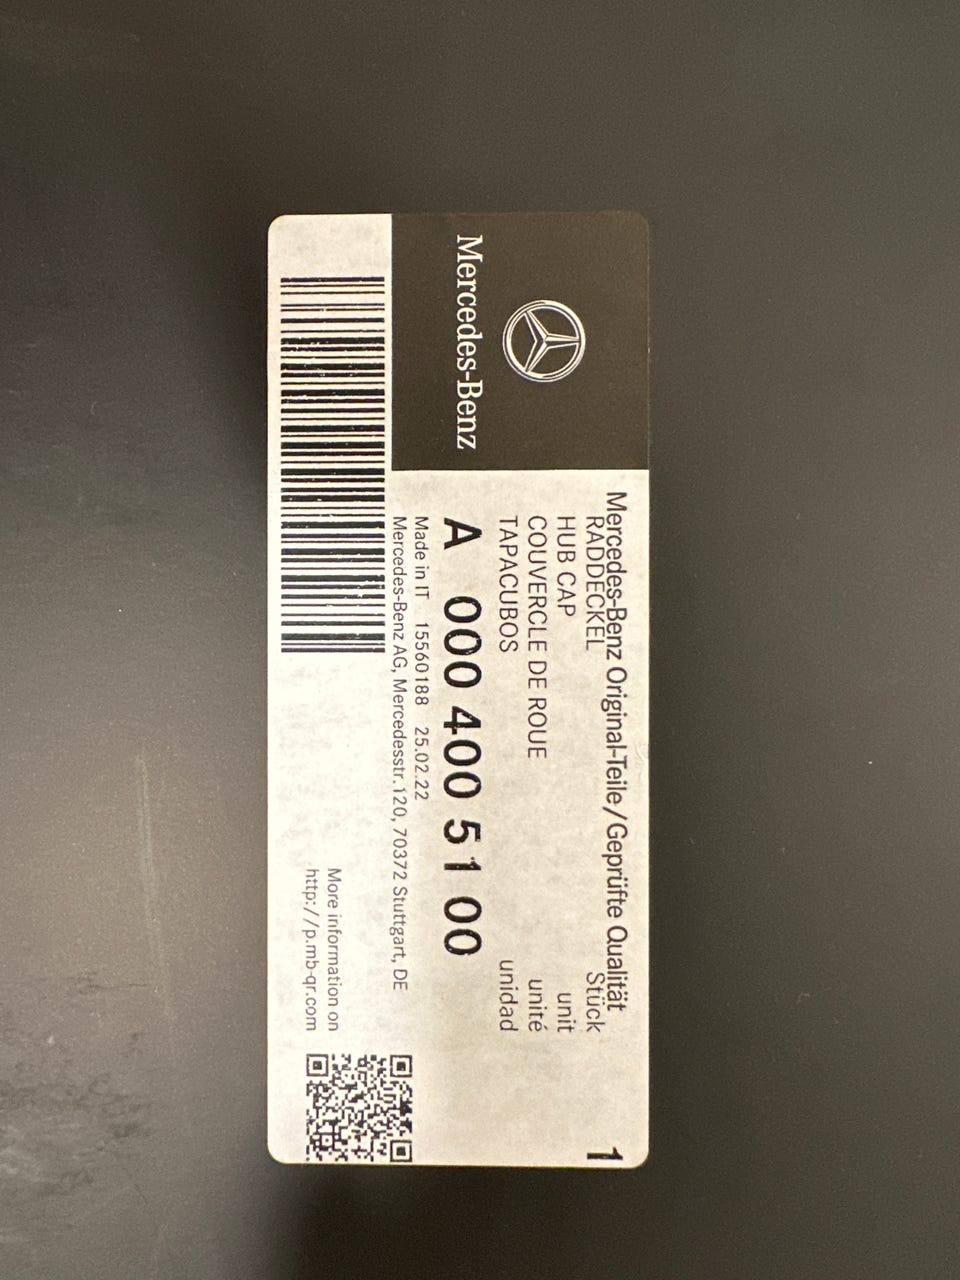 Mercedes-Benz
Mercedes-Benz Original-Teile/Geprüfte Qualität
RADDECKEL Stück 1
HUB CAP unit
COUVERCLE DE ROUE unité
TAPACUBOS unidad
A 000 400 51 00
Made in IT 15560188 25.02.22
Mercedes-Benz AG, Mercedesstr.120, 70372 Stuttgart, DE
More information on
http://p.mb-qr.com